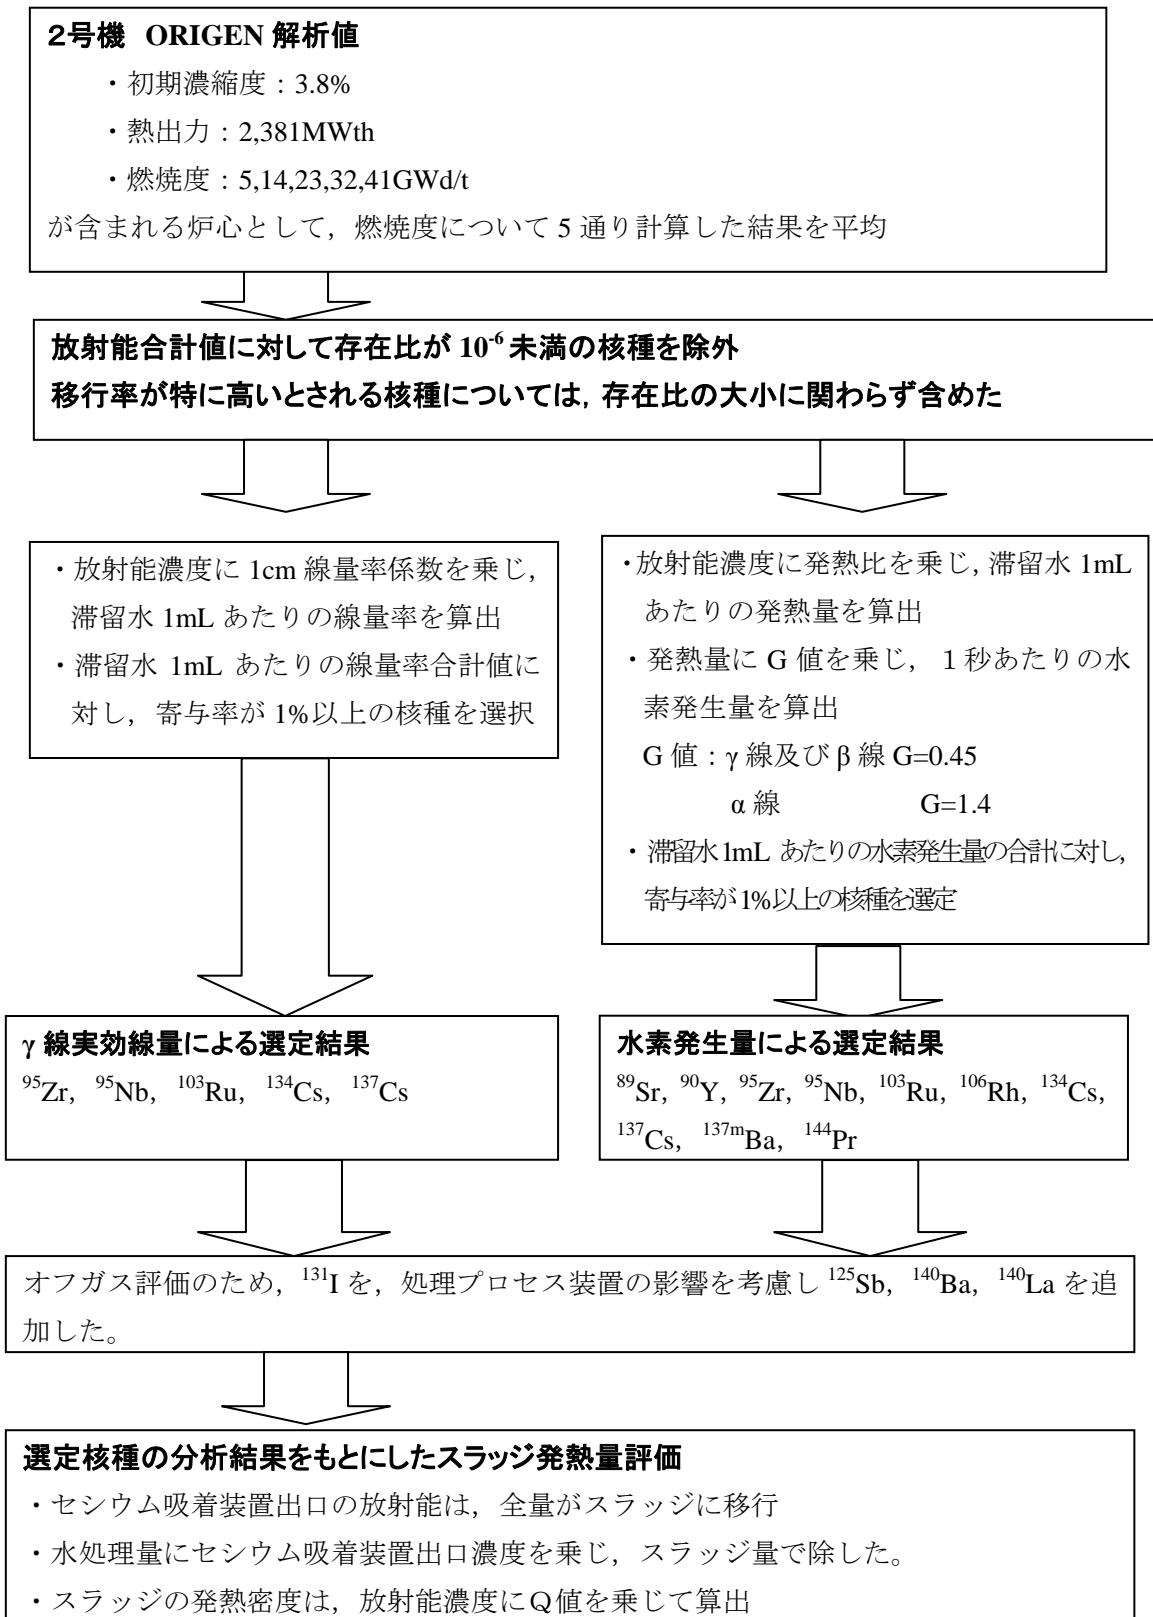 ２号機 ORIGEN 解析値
・初期濃縮度：3.8%
・熱出力：2,381MWth
・燃焼度：5,14,23,32,41GWd/t
が含まれる炉心として，燃焼度について 5 通り計算した結果を平均
放射能合計値に対して存在比が 10⁻⁶ 未満の核種を除外
移行率が特に高いとされる核種については，存在比の大小に関わらず含めた
・放射能濃度に 1cm 線量率係数を乗じ，
滞留水 1mL あたりの線量率を算出
・滞留水 1mL あたりの線量率合計値に
対し，寄与率が 1%以上の核種を選択
・放射能濃度に発熱比を乗じ，滞留水 1mL
あたりの発熱量を算出
・発熱量に G 値を乗じ，１秒あたりの水
素発生量を算出
G 値：γ 線及び β 線 G=0.45
α 線 G=1.4
・滞留水 1mL あたりの水素発生量の合計に対し，
寄与率が 1%以上の核種を選定
γ 線実効線量による選定結果
⁹⁵Zr，⁹⁵Nb，¹⁰³Ru，¹³⁴Cs，¹³⁷Cs
水素発生量による選定結果
⁸⁹Sr，⁹⁰Y，⁹⁵Zr，⁹⁵Nb，¹⁰³Ru，¹⁰⁶Rh，¹³⁴Cs，
¹³⁷Cs，¹³⁷ᵐBa，¹⁴⁴Pr
オフガス評価のため，¹³¹I を，処理プロセス装置の影響を考慮し ¹²⁵Sb，¹⁴⁰Ba，¹⁴⁰La を追
加した。
選定核種の分析結果をもとにしたスラッジ発熱量評価
・セシウム吸着装置出口の放射能は，全量がスラッジに移行
・水処理量にセシウム吸着装置出口濃度を乗じ，スラッジ量で除した。
・スラッジの発熱密度は，放射能濃度にＱ値を乗じて算出